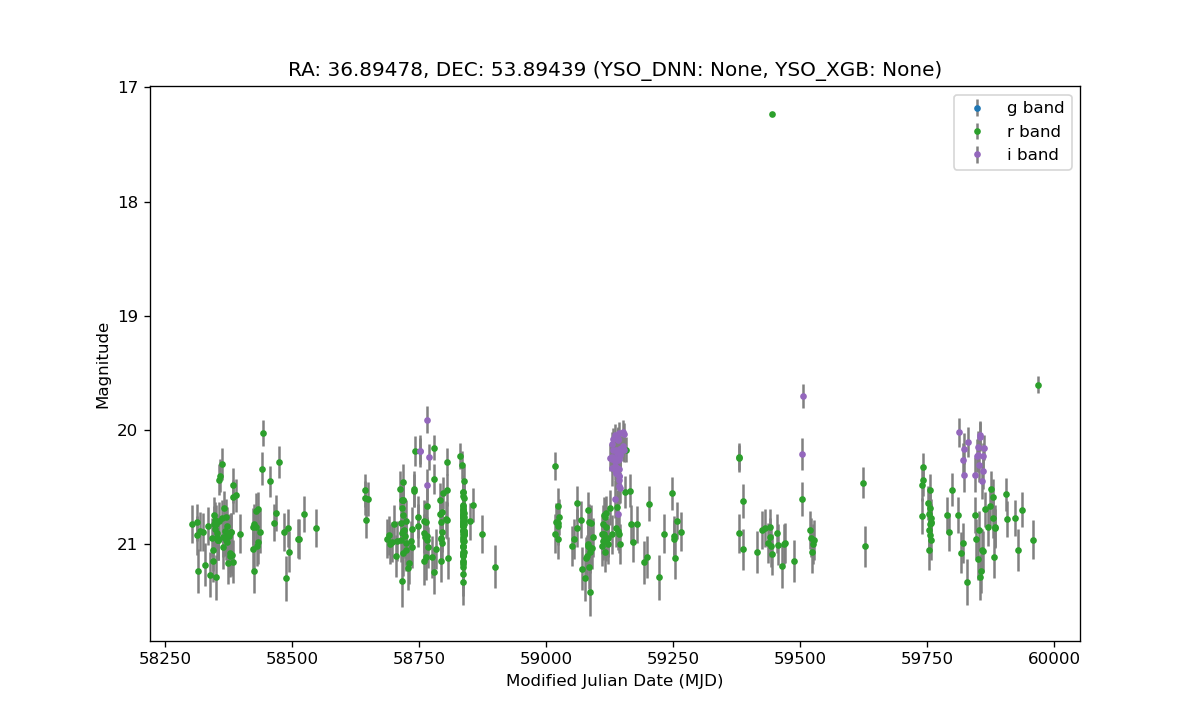 RA: 36.89478, DEC: 53.89439 (YSO_DNN: None, YSO_XGB: None)
g band
r band
i band
17
18
19
20
21
Magnitude
58250 58500 58750 59000 59250 59500 59750 60000
Modified Julian Date (MJD)